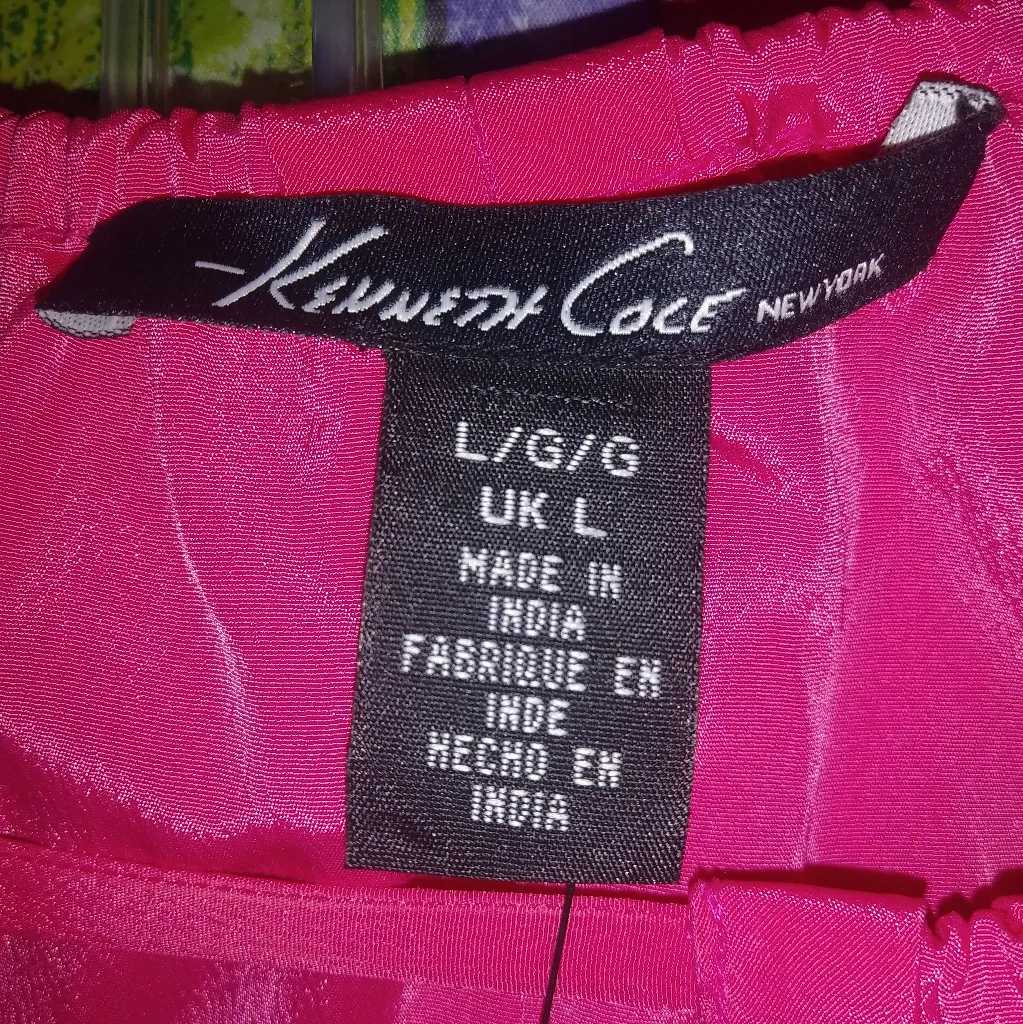 KENNETH COLE NEW YORK
L/G/G
UK L
MADE IN
INDIA
FABRIQUE EN
INDE
HECHO EN
INDIA